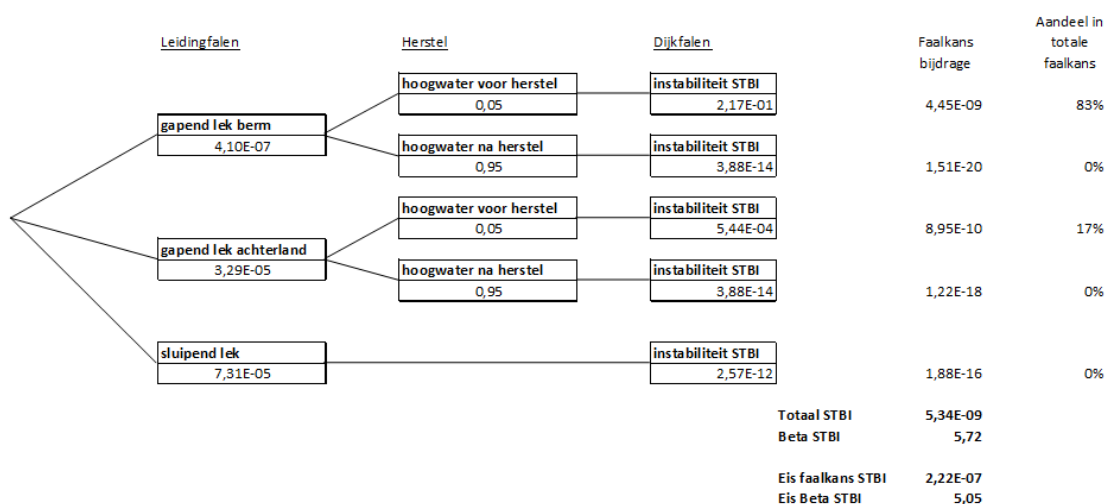 Leidingfalen Herstel Dijkfalen Faalkans bijdrage Aandeel in totale faalkans
hoogwater voor herstel instabiliteit STBI
0,05 2,17E-01 4,45E-09 83%
gapend lek berm
4,10E-07
hoogwater na herstel instabiliteit STBI
0,95 3,88E-14 1,51E-20 0%
hoogwater voor herstel instabiliteit STBI
0,05 5,44E-04 8,95E-10 17%
gapend lek achterland
3,29E-05
hoogwater na herstel instabiliteit STBI
0,95 3,88E-14 1,22E-18 0%
sluipend lek instabiliteit STBI
7,31E-05 2,57E-12 1,88E-16 0%
Totaal STBI 5,34E-09
Beta STBI 5,72
Eis faalkans STBI 2,22E-07
Eis Beta STBI 5,05